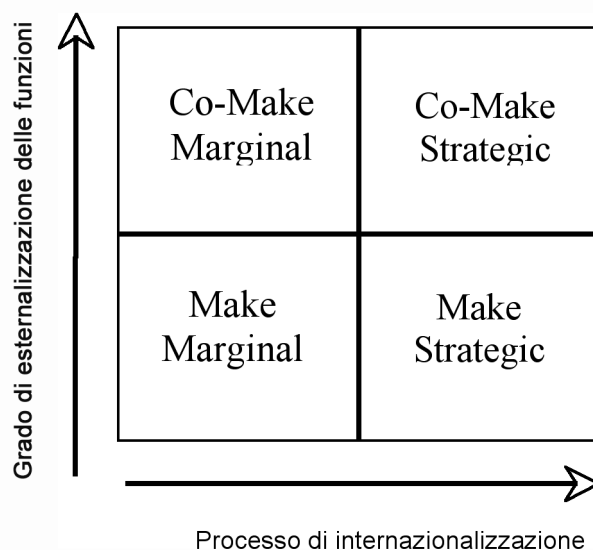 Grado di esternalizzazione delle funzioni
Co-Make
Marginal
Co-Make
Strategic
Make
Marginal
Make
Strategic
Processo di internazionalizzazione